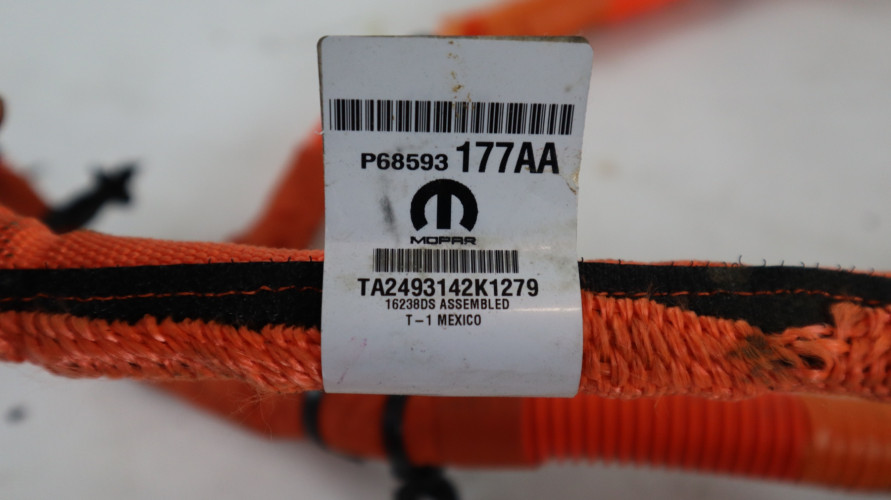 P68593 177AA
MOPAR
TA2493142K1279
16238DS ASSEMBLED
T-1 MEXICO